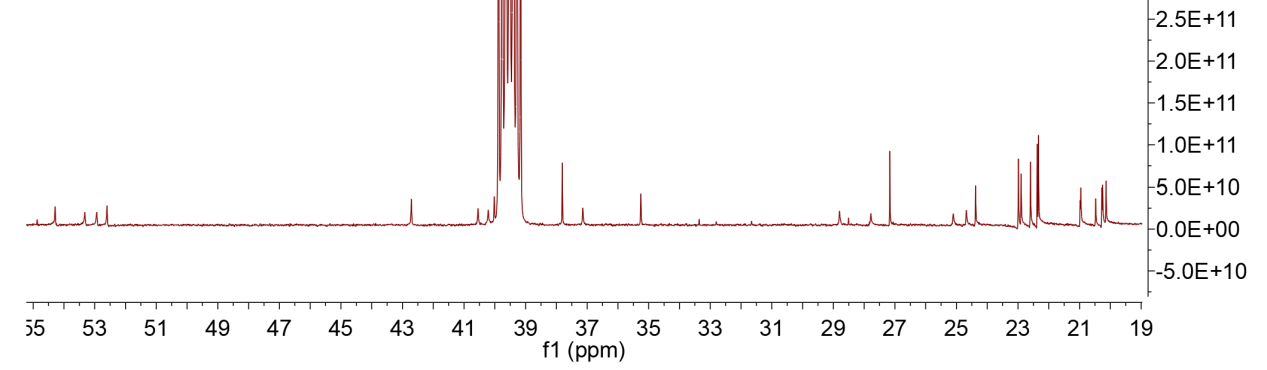 2.5E+11
2.0E+11
1.5E+11
1.0E+11
5.0E+10
0.0E+00
-5.0E+10
55 53 51 49 47 45 43 41 39 37 35 33 31 29 27 25 23 21 19
f1 (ppm)